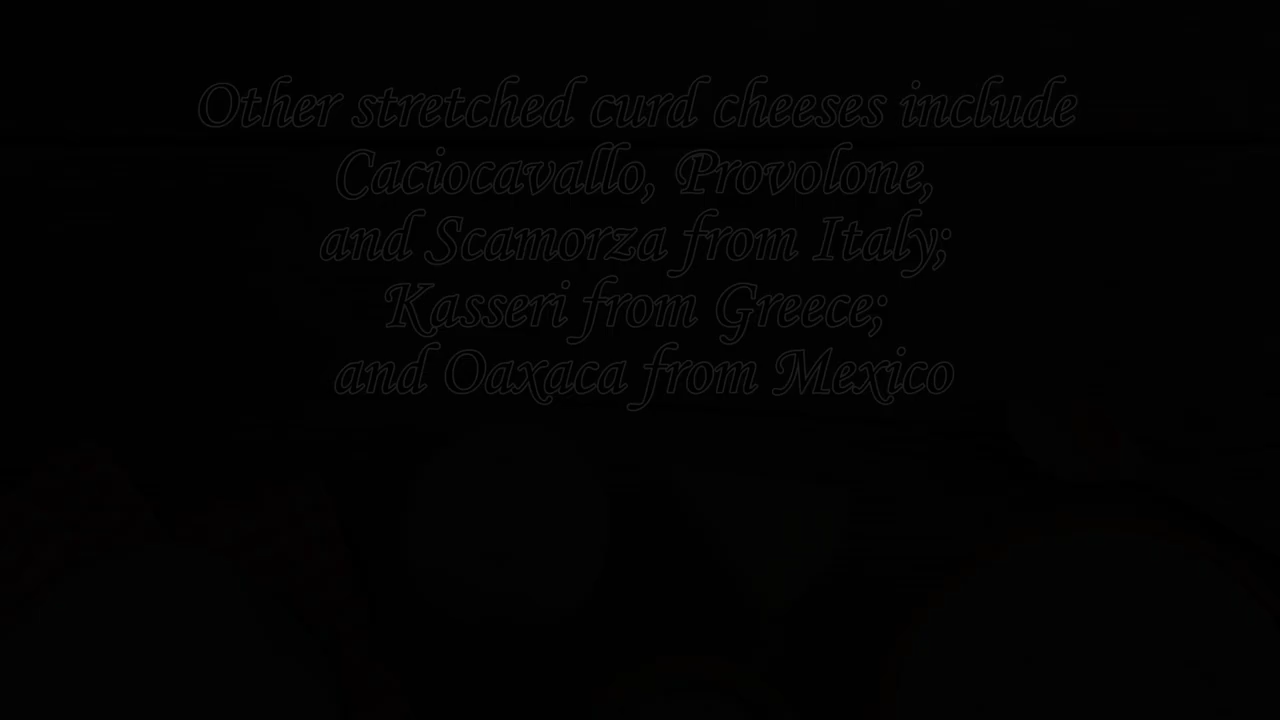 Other stretched curd cheeses include
Caciocavallo, Provolone,
and Scamorza from Italy;
Kasseri from Greece;
and Oaxaca from Mexico